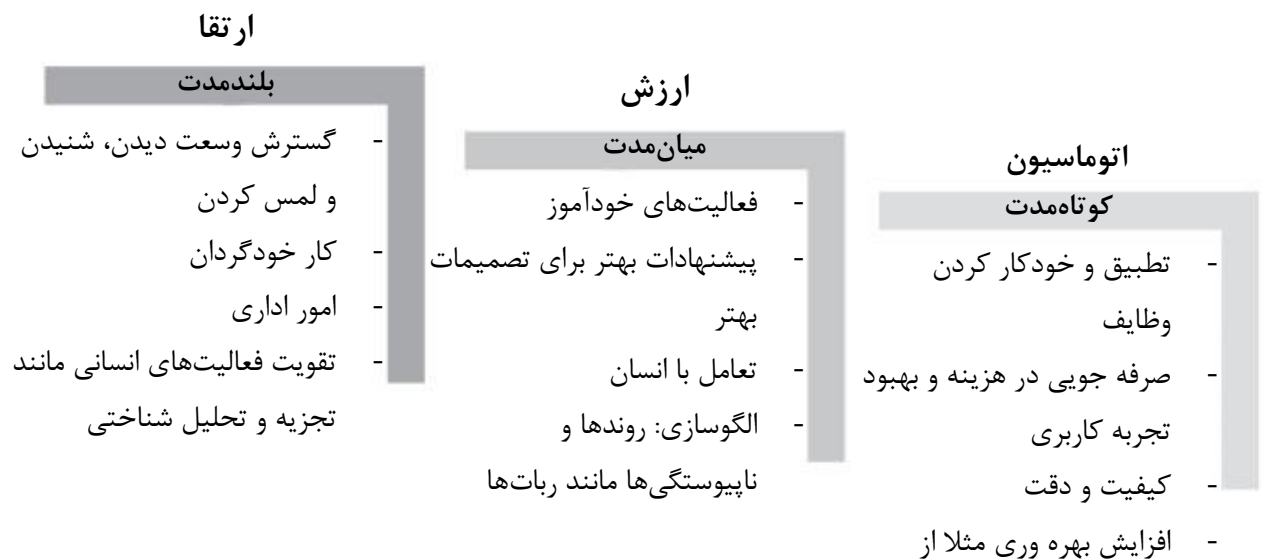 اتوماسیون
کوتاه‌مدت
- تطبیق و خودکار کردن
وظایف
- صرفه جویی در هزینه و بهبود
تجربه کاربری
- کیفیت و دقت
- افزایش بهره وری مثلا از
ارزش
میان‌مدت
- فعالیت‌های خودآموز
- پیشنهادات بهتر برای تصمیمات
بهتر
- تعامل با انسان
- الگوسازی: روندها و
ناپیوستگی‌ها مانند ربات‌ها
ارتقا
بلندمدت
- گسترش وسعت دیدن، شنیدن
و لمس کردن
- کار خودگردان
- امور اداری
- تقویت فعالیت‌های انسانی مانند
تجزیه و تحلیل شناختی